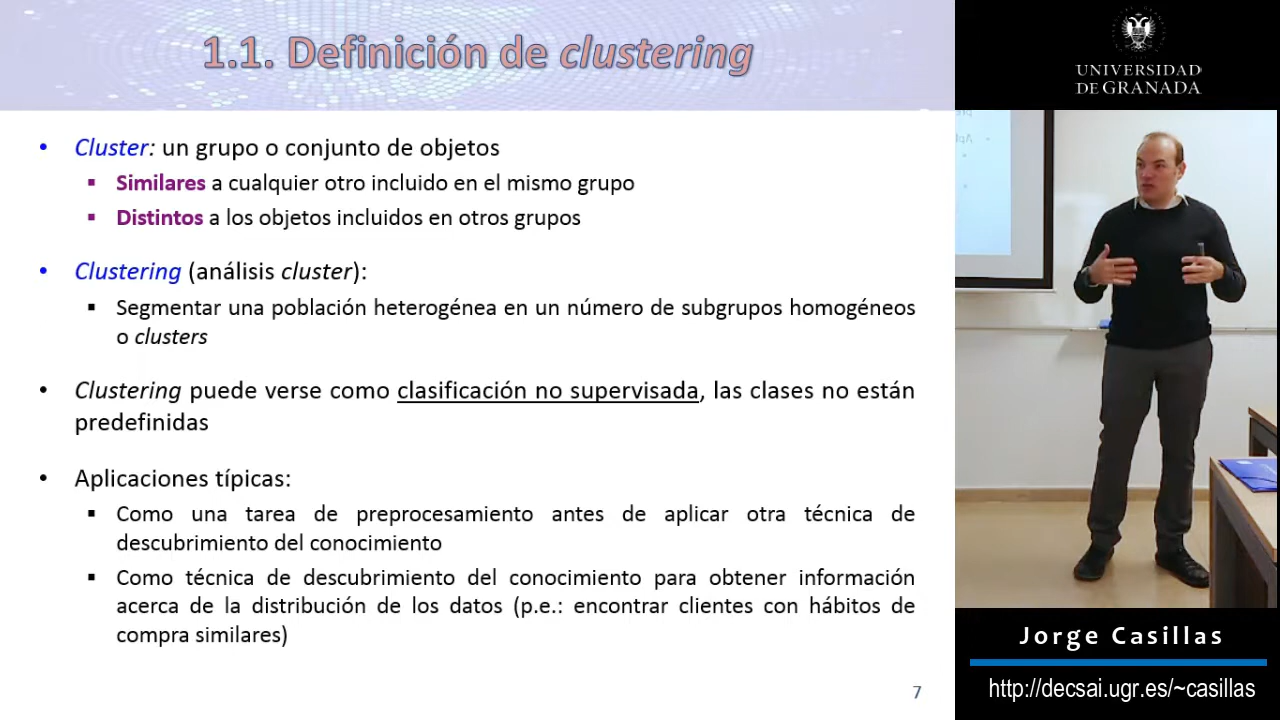 1.1. Definición de clustering
• Cluster: un grupo o conjunto de objetos
▪ Similares a cualquier otro incluido en el mismo grupo
▪ Distintos a los objetos incluidos en otros grupos
• Clustering (análisis cluster):
▪ Segmentar una población heterogénea en un número de subgrupos homogéneos
o clusters
• Clustering puede verse como clasificación no supervisada, las clases no están
predefinidas
• Aplicaciones típicas:
▪ Como una tarea de preprocesamiento antes de aplicar otra técnica de
descubrimiento del conocimiento
▪ Como técnica de descubrimiento del conocimiento para obtener información
acerca de la distribución de los datos (p.e.: encontrar clientes con hábitos de
compra similares)
7
UNIVERSIDAD
DE GRANADA
Jorge Casillas
http://decsai.ugr.es/~casillas